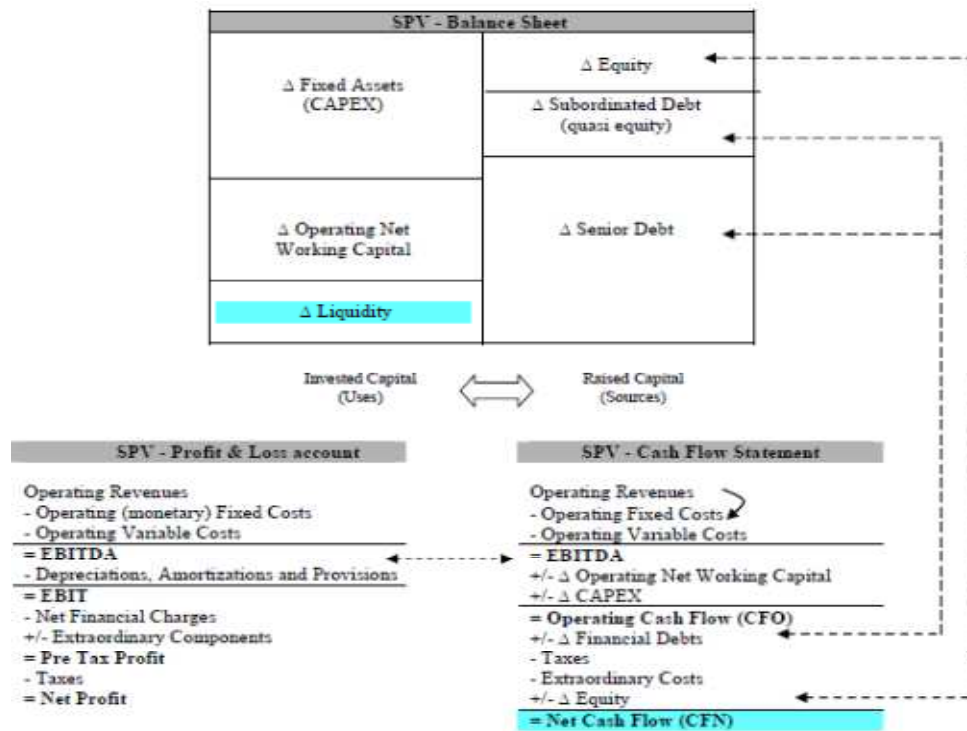 SPV - Balance Sheet
Δ Fixed Assets
(CAPEX)
Δ Operating Net
Working Capital
Δ Liquidity
Δ Equity
Δ Subordinated Debt
(quasi equity)
Δ Senior Debt
Invested Capital
(Uses)
Raised Capital
(Sources)
SPV - Profit & Loss account
Operating Revenues
- Operating (monetary) Fixed Costs
- Operating Variable Costs
= EBITDA
- Depreciations, Amortizations and Provisions
= EBIT
- Net Financial Charges
+/- Extraordinary Components
= Pre Tax Profit
- Taxes
= Net Profit
SPV - Cash Flow Statement
Operating Revenues
- Operating Fixed Costs
- Operating Variable Costs
= EBITDA
+/- Δ Operating Net Working Capital
+/- Δ CAPEX
= Operating Cash Flow (CFO)
+/- Δ Financial Debts
- Taxes
- Extraordinary Costs
+/- Δ Equity
= Net Cash Flow (CFN)